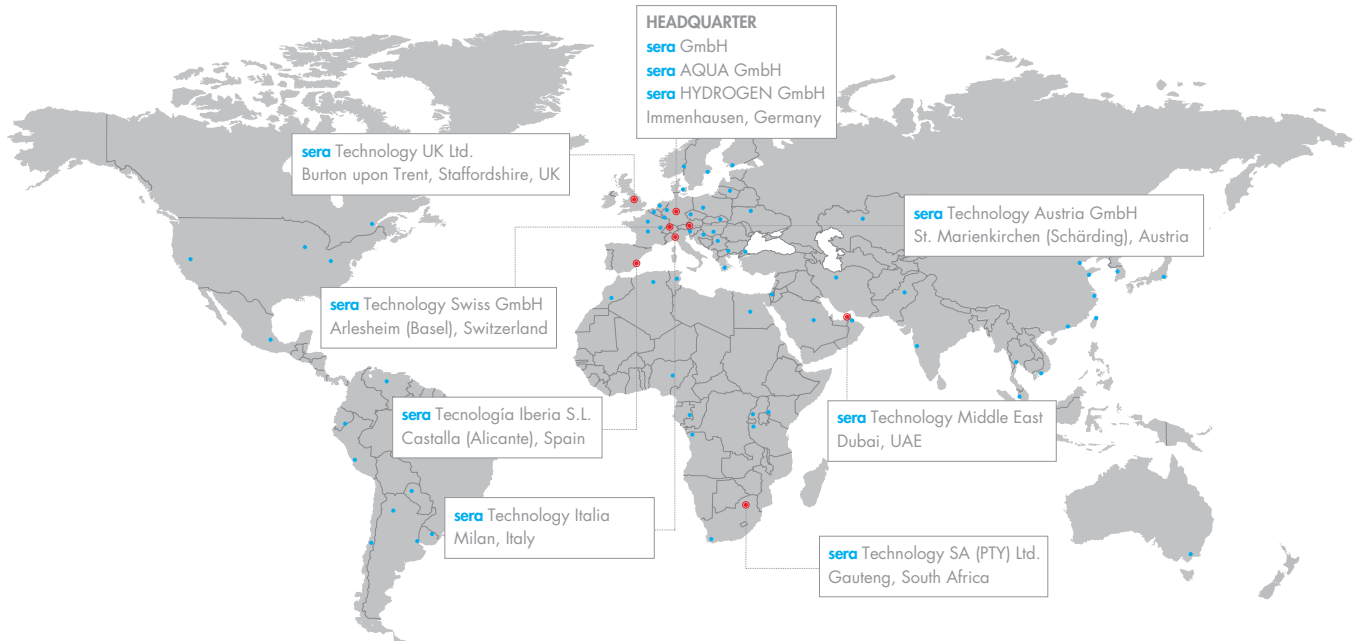 HEADQUARTER
sera GmbH
sera AQUA GmbH
sera HYDROGEN GmbH
Immenhausen, Germany
sera Technology UK Ltd.
Burton upon Trent, Staffordshire, UK
sera Technology Austria GmbH
St. Marienkirchen (Schärding), Austria
sera Technology Swiss GmbH
Arlesheim (Basel), Switzerland
sera Tecnología Iberia S.L.
Castalla (Alicante), Spain
sera Technology Middle East
Dubai, UAE
sera Technology Italia
Milan, Italy
sera Technology SA (PTY) Ltd.
Gauteng, South Africa